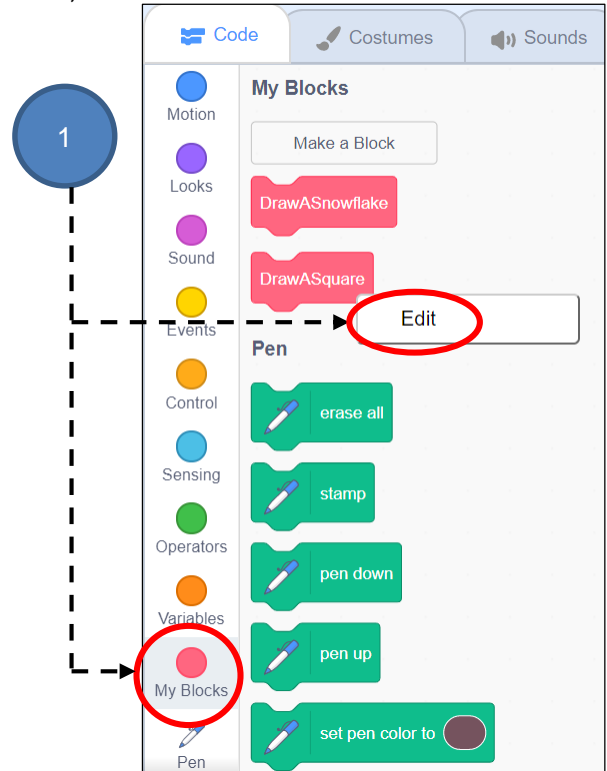 Code
Costumes
Sounds
1
Motion
Looks
Sound
Events
Control
Sensing
Operators
Variables
My Blocks
Pen
My Blocks
Make a Block
DrawASnowflake
DrawASquare
Edit
Pen
erase all
stamp
pen down
pen up
set pen color to